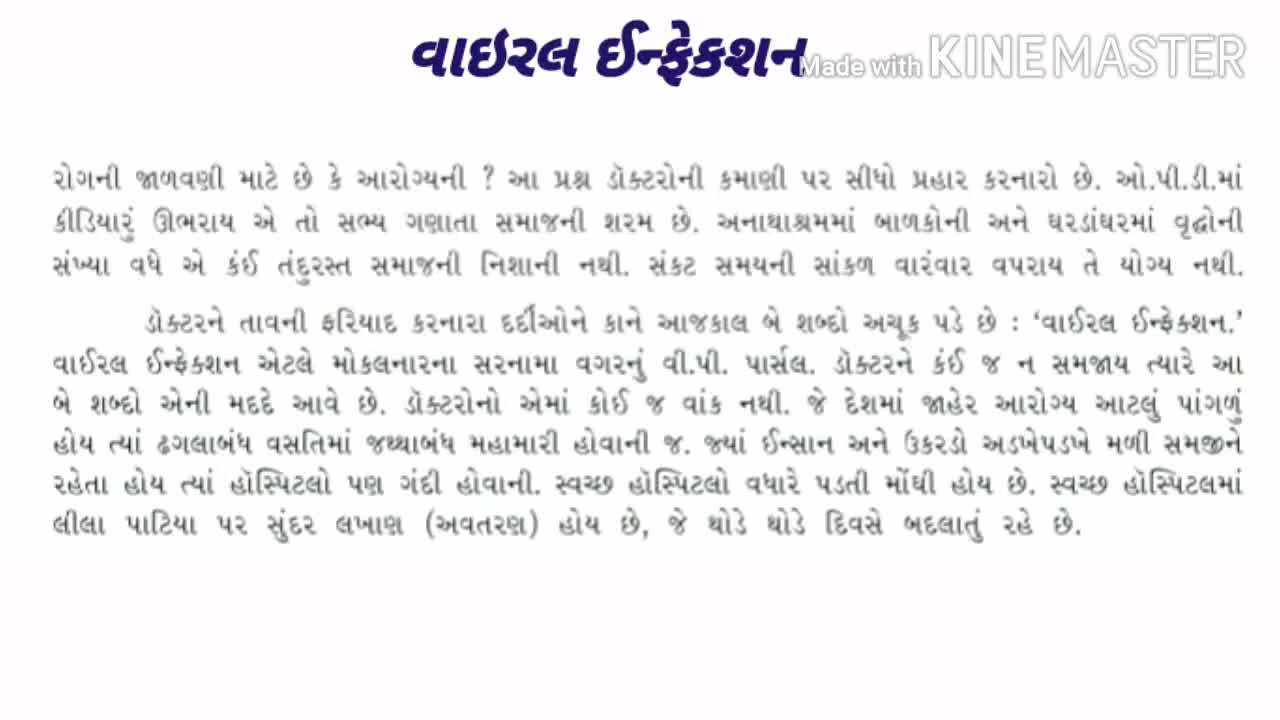 વાઇરલ ઈન્ફેકશન
Made with KINEMASTER
રોગની જાળવણી માટે છે કે આરોગ્યની ? આ પ્રશ્ન ડૉક્ટરોની કમાણી પર સીધો પ્રહાર કરનારો છે. ઓ.પી.ડી.માં
કીડિયારું ઊભરાય એ તો સભ્ય ગણાતા સમાજની શરમ છે. અનાથાશ્રમમાં બાળકોની અને ઘરડાંઘરમાં વૃદ્ધોની
સંખ્યા વધે એ કંઈ તંદુરસ્ત સમાજની નિશાની નથી. સંકટ સમયની સાંકળ વારંવાર વપરાય તે યોગ્ય નથી.
ડૉક્ટરને તાવની ફરિયાદ કરનારા દર્દીઓને કાને આજકાલ બે શબ્દો અચૂક પડે છે : ‘વાઈરલ ઈન્ફેક્શન.’
વાઈરલ ઈન્ફેક્શન એટલે મોકલનારના સરનામા વગરનું વી.પી. પાર્સલ. ડૉક્ટરને કંઈ જ ન સમજાય ત્યારે આ
બે શબ્દો એની મદદે આવે છે. ડૉક્ટરોનો એમાં કોઈ જ વાંક નથી. જે દેશમાં જાહેર આરોગ્ય આટલું પાંગળું
હોય ત્યાં ઢગલાબંધ વસતિમાં જથ્થાબંધ મહામારી હોવાની જ. જ્યાં ઈન્સાન અને ઉકરડો અડખેપડખે મળી સમજીને
રહેતા હોય ત્યાં હૉસ્પિટલો પણ ગંદી હોવાની. સ્વચ્છ હૉસ્પિટલો વધારે પડતી મોંઘી હોય છે. સ્વચ્છ હૉસ્પિટલમાં
લીલા પાટિયા પર સુંદર લખાણ (અવતરણ) હોય છે, જે થોડે થોડે દિવસે બદલાતું રહે છે.